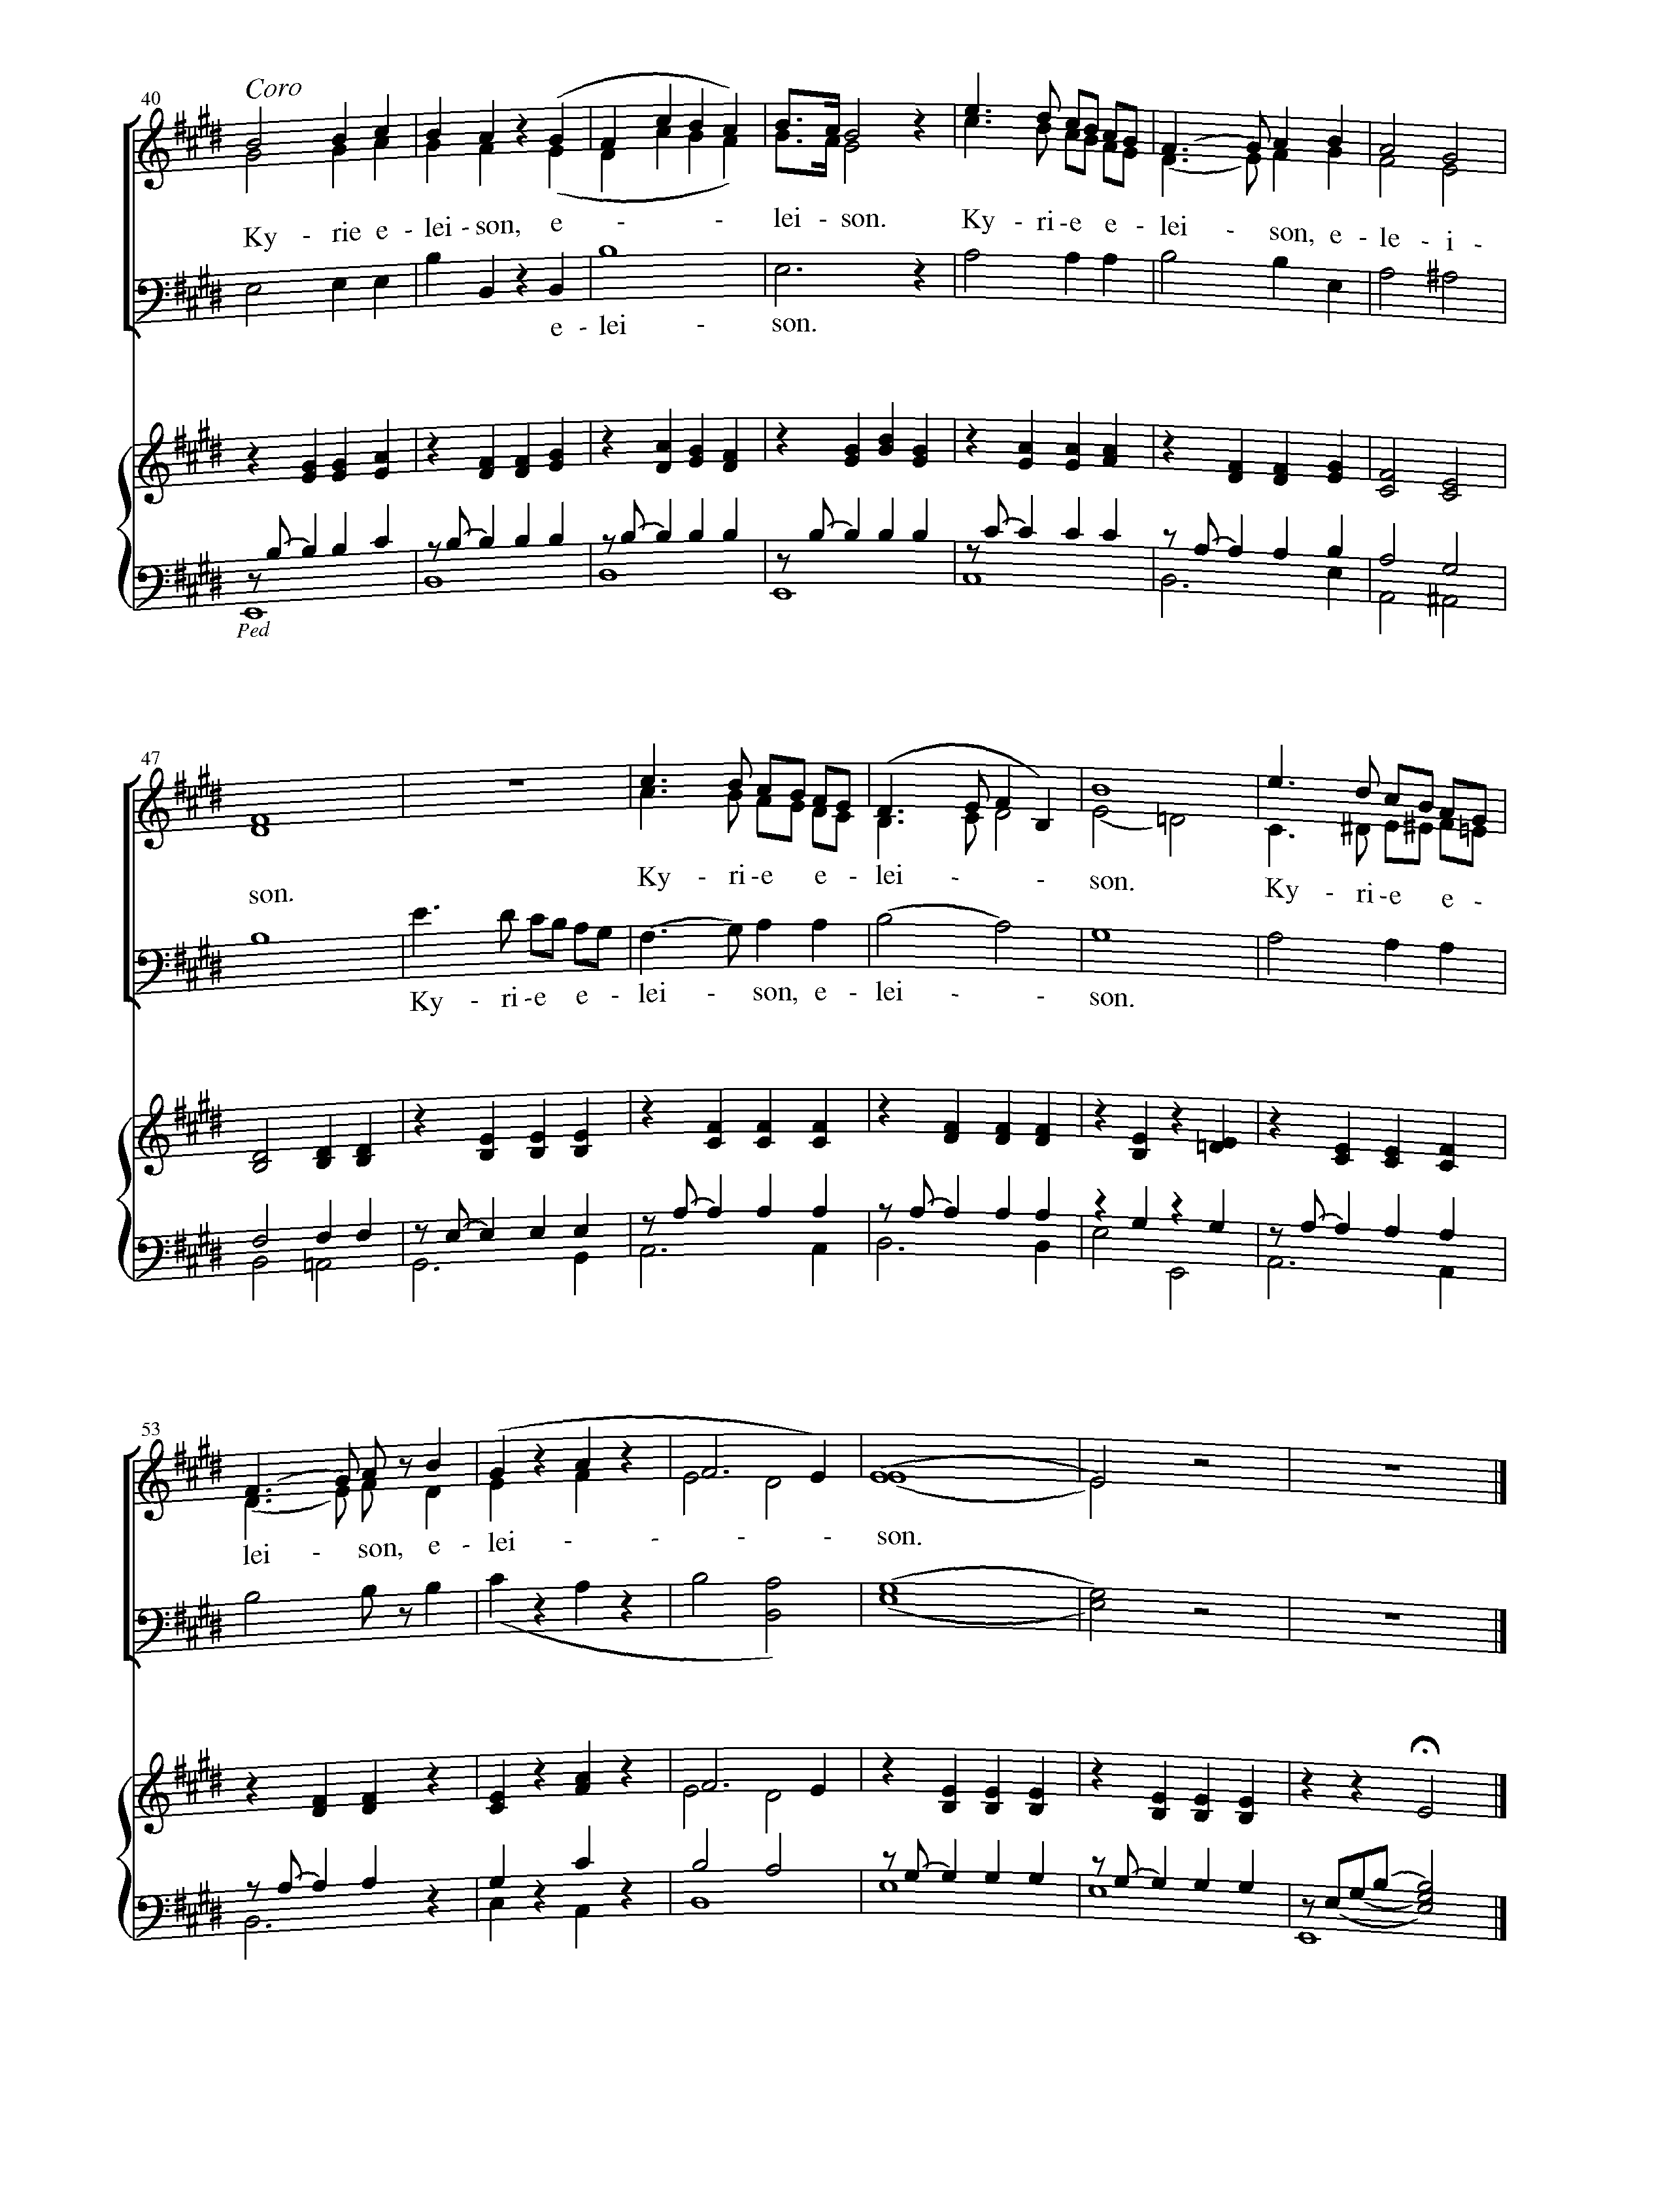 40 Coro
Ky - rie e - lei - son, e - - lei - son. Ky - ri -e e - lei - son, e - le - i -
e - lei - son.
Ped
47
son. Ky - ri -e e - lei - - son. Ky - ri -e e -
Ky - ri -e e - lei - son, e - lei - - son.
53
lei - son, e - lei - - - - son.